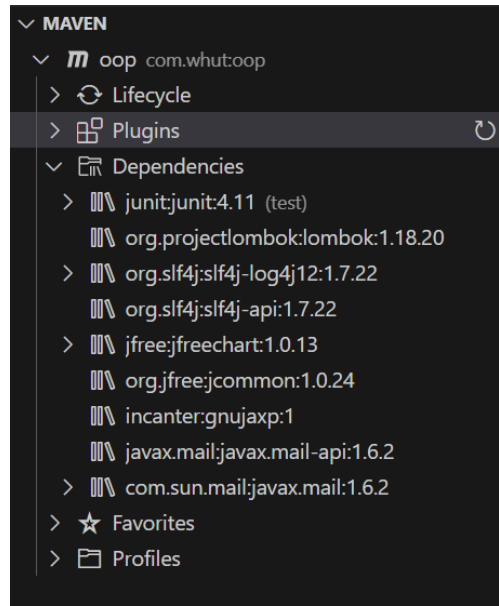 MAVEN
oop com.whut:oop
Lifecycle
Plugins
Dependencies
junit:junit:4.11 (test)
org.projectlombok:lombok:1.18.20
org.slf4j:slf4j-log4j12:1.7.22
org.slf4j:slf4j-api:1.7.22
jfree:jfreechart:1.0.13
org.jfree:jcommon:1.0.24
incanter:gnujaxp:1
javax.mail:javax.mail-api:1.6.2
com.sun.mail:javax.mail:1.6.2
Favorites
Profiles